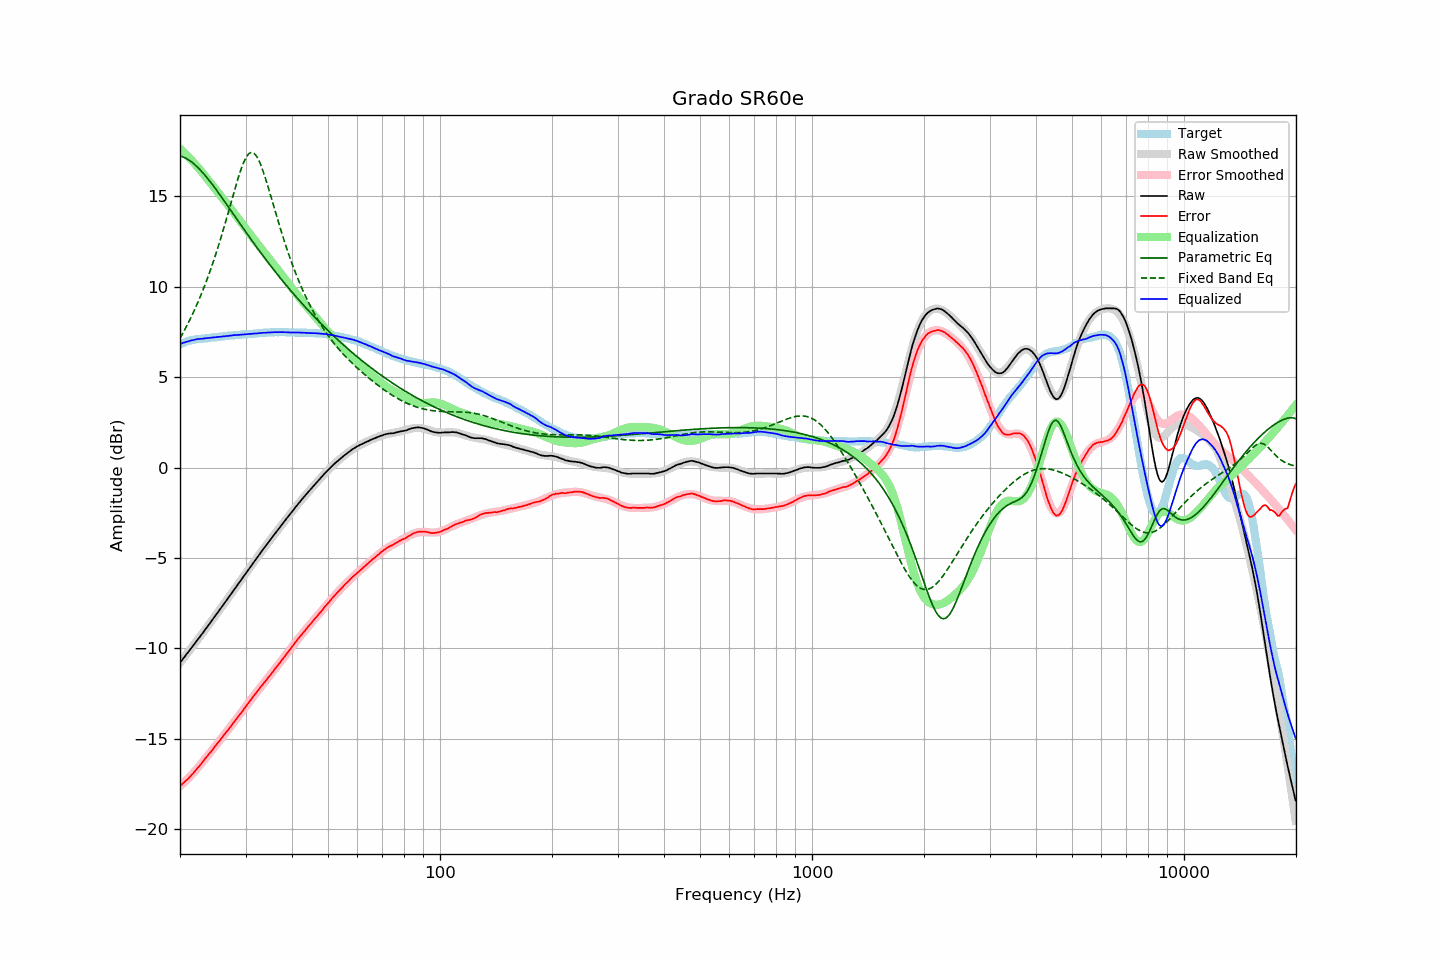 Grado SR60e
Target
Raw Smoothed
Error Smoothed
Raw
Error
Equalization
Parametric Eq
Fixed Band Eq
Equalized
15
10
5
0
−5
−10
−15
−20
Amplitude (dBr)
100
1000
10000
Frequency (Hz)